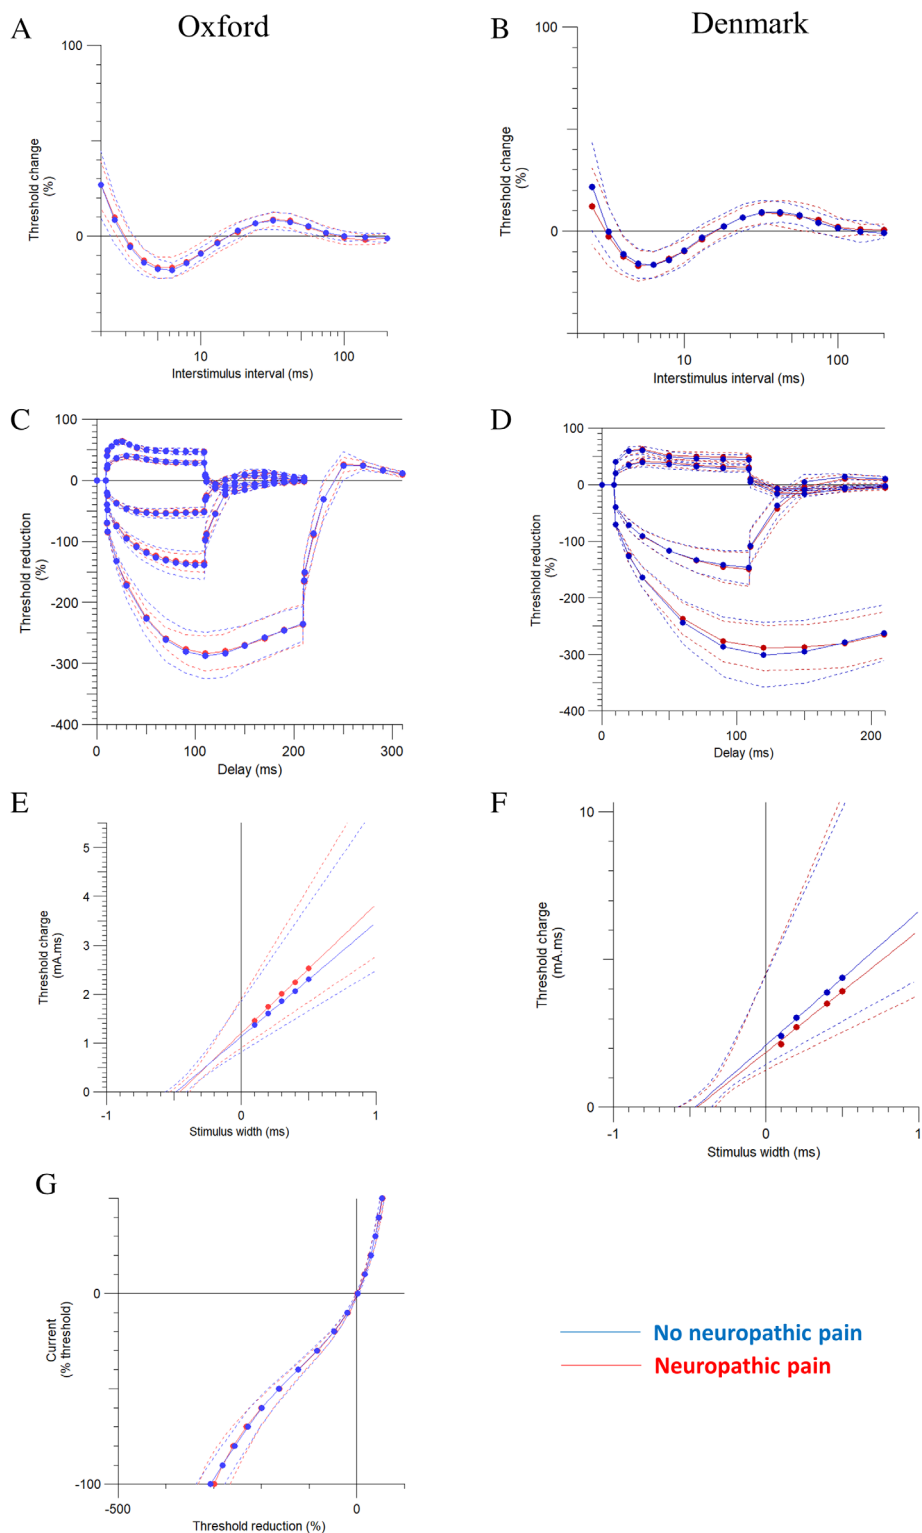 Oxford
Denmark
A
100
0
Threshold change
(%)
10
100
Interstimulus interval (ms)
B
100
0
Threshold change
(%)
10
100
Interstimulus interval (ms)
C
100
0
-100
-200
-300
-400
Threshold reduction
(%)
0
100
200
300
Delay (ms)
D
100
0
-100
-200
-300
-400
Threshold reduction
(%)
0
100
200
Delay (ms)
E
5
4
3
2
1
0
Threshold charge
(mA.ms)
-1
0
1
Stimulus width (ms)
F
10
0
Threshold charge
(mA.ms)
-1
0
1
Stimulus width (ms)
G
0
-100
Current
(% threshold)
-500
0
Threshold reduction (%)
No neuropathic pain
Neuropathic pain